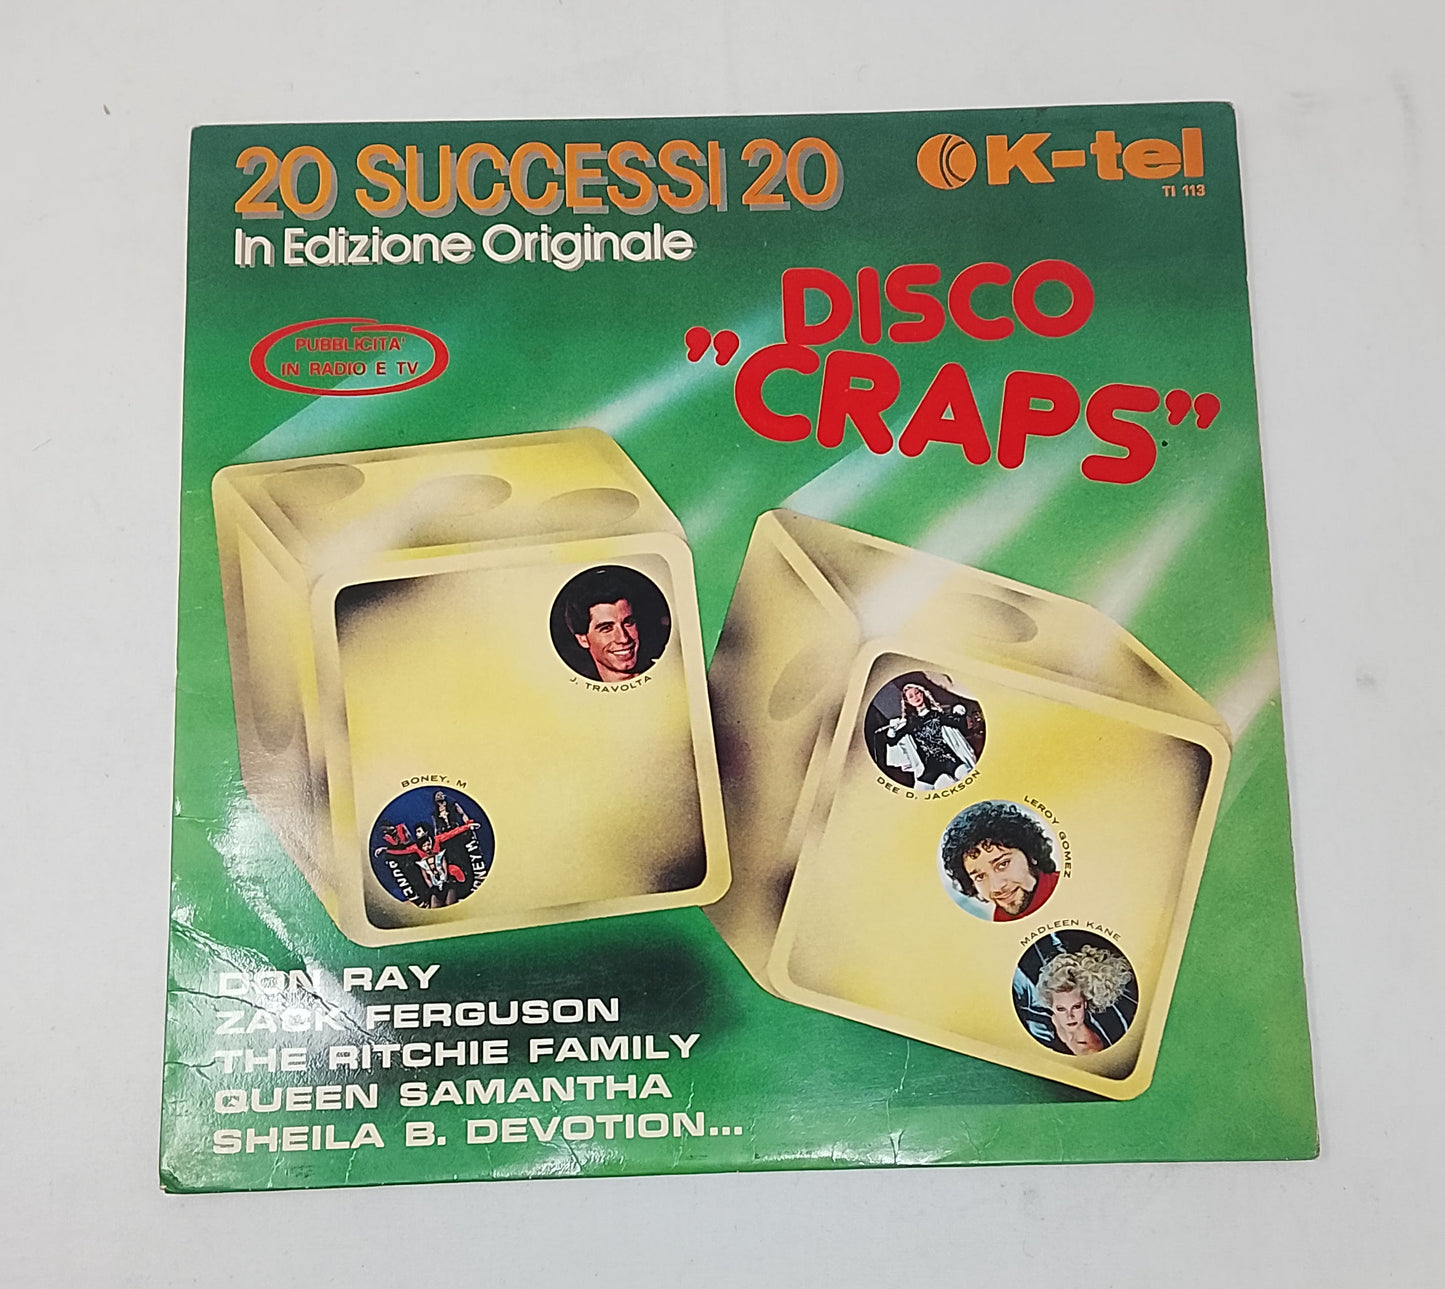 20 SUCCESSI 20
In Edizione Originale
K-tel
TI 113
PUBBLICITA'
IN RADIO E TV
DISCO
"CRAPS"
J. TRAVOLTA
BONEY. M
DEE D. JACKSON
LEROY GOMEZ
MADLEEN KANE
DON RAY
ZACK FERGUSON
THE RITCHIE FAMILY
QUEEN SAMANTHA
SHEILA B. DEVOTION...